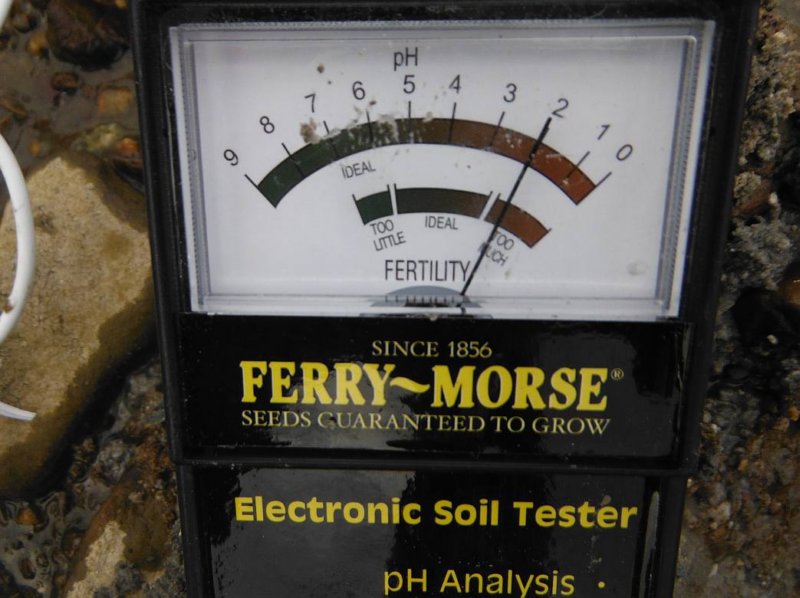 pH
9 8 7 6 5 4 3 2 1 0
IDEAL
TOO LITTLE IDEAL TOO MUCH
FERTILITY
SINCE 1856
FERRY~MORSE®
SEEDS GUARANTEED TO GROW
Electronic Soil Tester
pH Analysis •